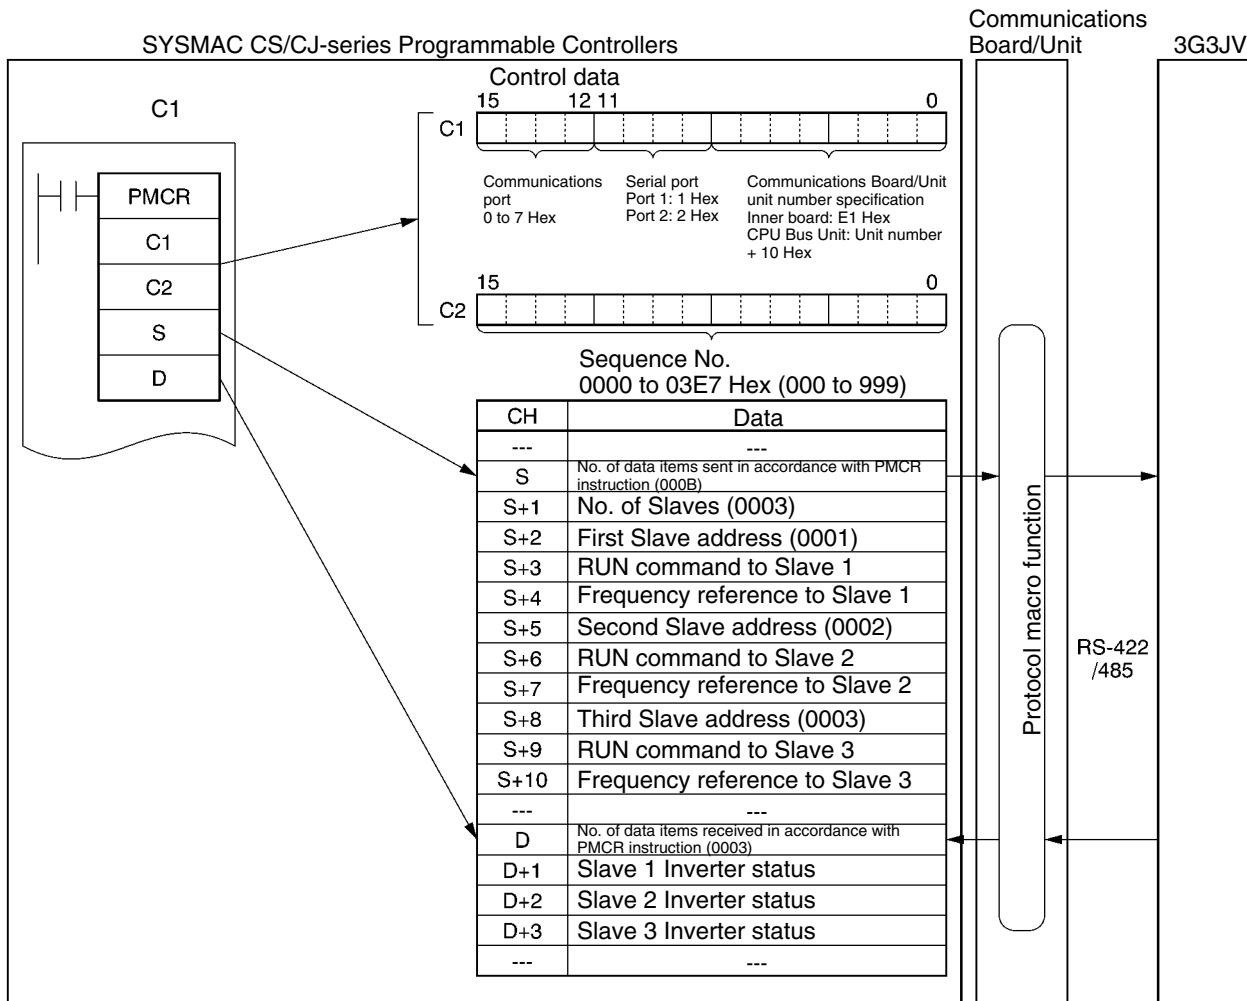 SYSMAC CS/CJ-series Programmable Controllers
Communications
Board/Unit
3G3JV
C1
PMCR
C1
C2
S
D
Control data
15 12 11 0
C1
Communications
port
0 to 7 Hex
Serial port
Port 1: 1 Hex
Port 2: 2 Hex
Communications Board/Unit
unit number specification
Inner board: E1 Hex
CPU Bus Unit: Unit number
+ 10 Hex
15 0
C2
Sequence No.
0000 to 03E7 Hex (000 to 999)
CH Data
--- ---
S No. of data items sent in accordance with PMCR
instruction (000B)
S+1 No. of Slaves (0003)
S+2 First Slave address (0001)
S+3 RUN command to Slave 1
S+4 Frequency reference to Slave 1
S+5 Second Slave address (0002)
S+6 RUN command to Slave 2
S+7 Frequency reference to Slave 2
S+8 Third Slave address (0003)
S+9 RUN command to Slave 3
S+10 Frequency reference to Slave 3
--- ---
D No. of data items received in accordance with
PMCR instruction (0003)
D+1 Slave 1 Inverter status
D+2 Slave 2 Inverter status
D+3 Slave 3 Inverter status
--- ---
Protocol macro function
RS-422
/485